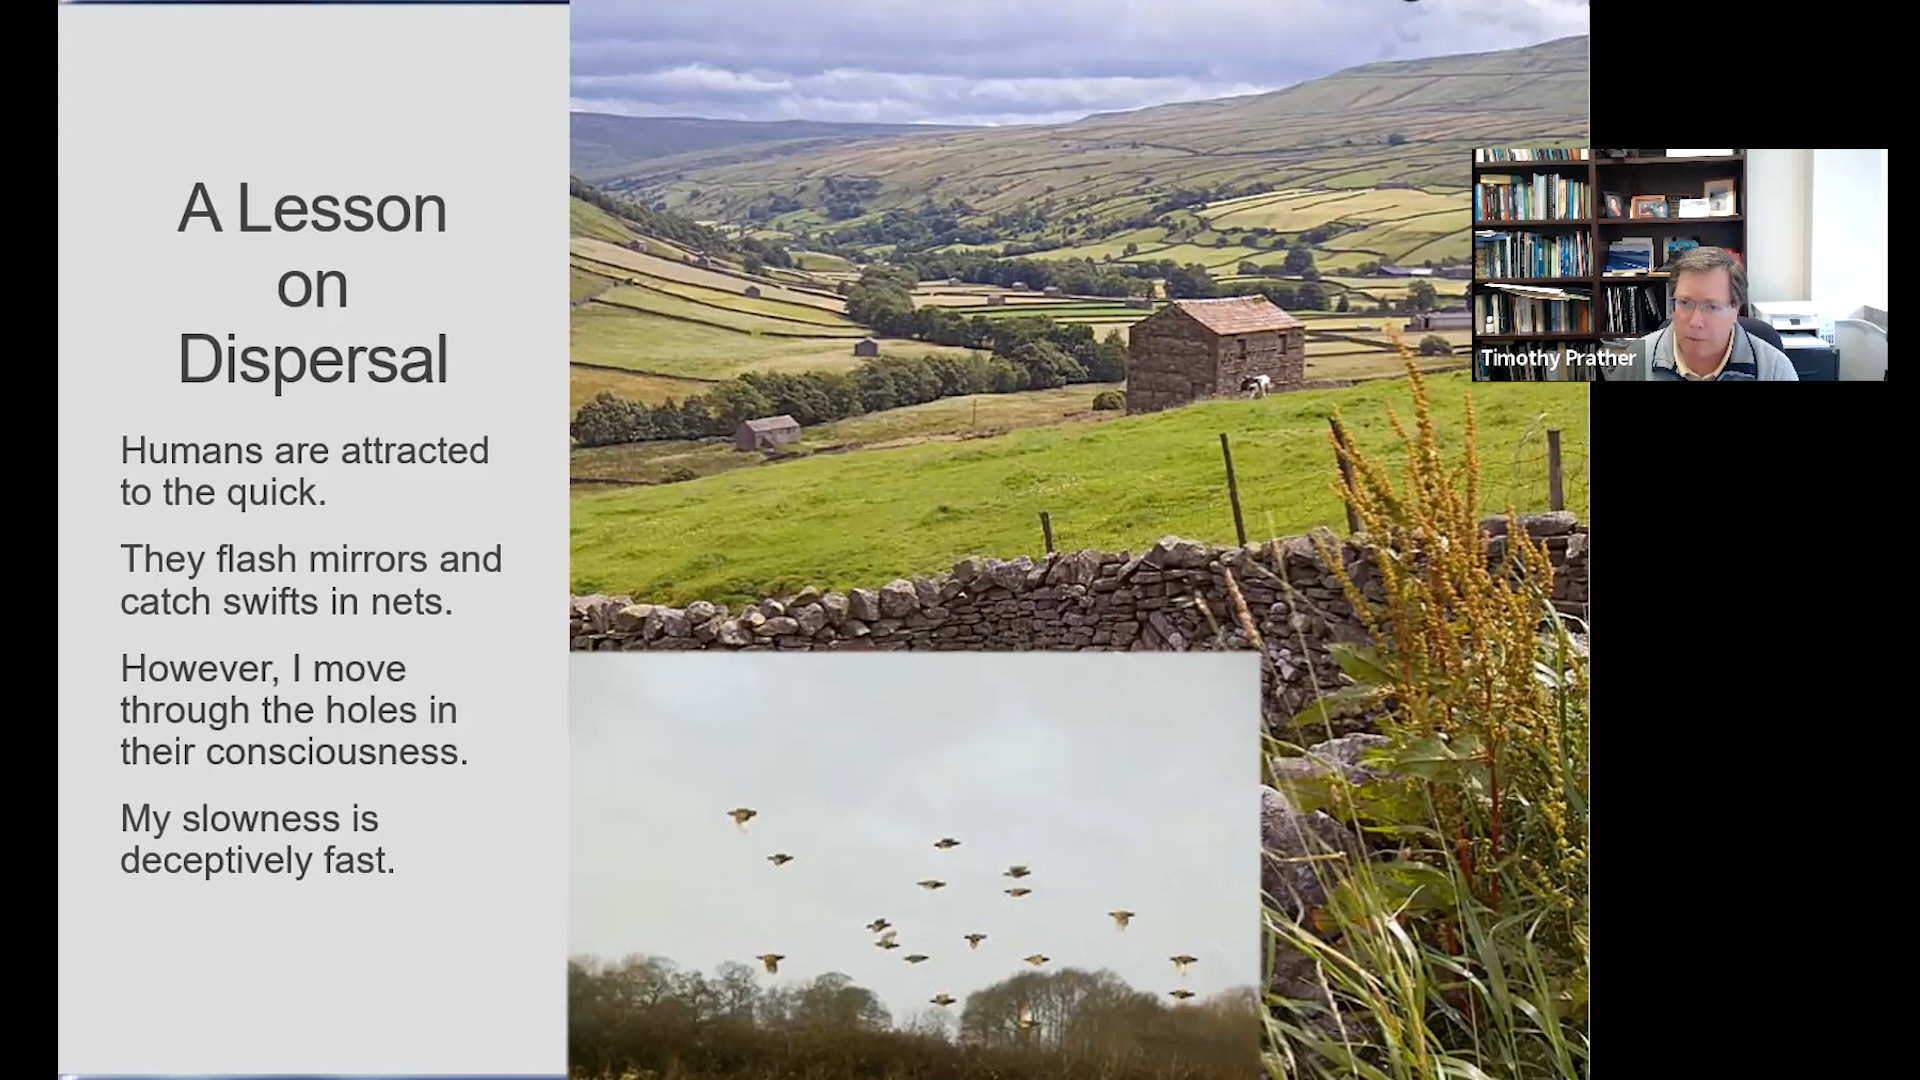 A Lesson
on
Dispersal
Humans are attracted
to the quick.
They flash mirrors and
catch swifts in nets.
However, I move
through the holes in
their consciousness.
My slowness is
deceptively fast.
Timothy Prather